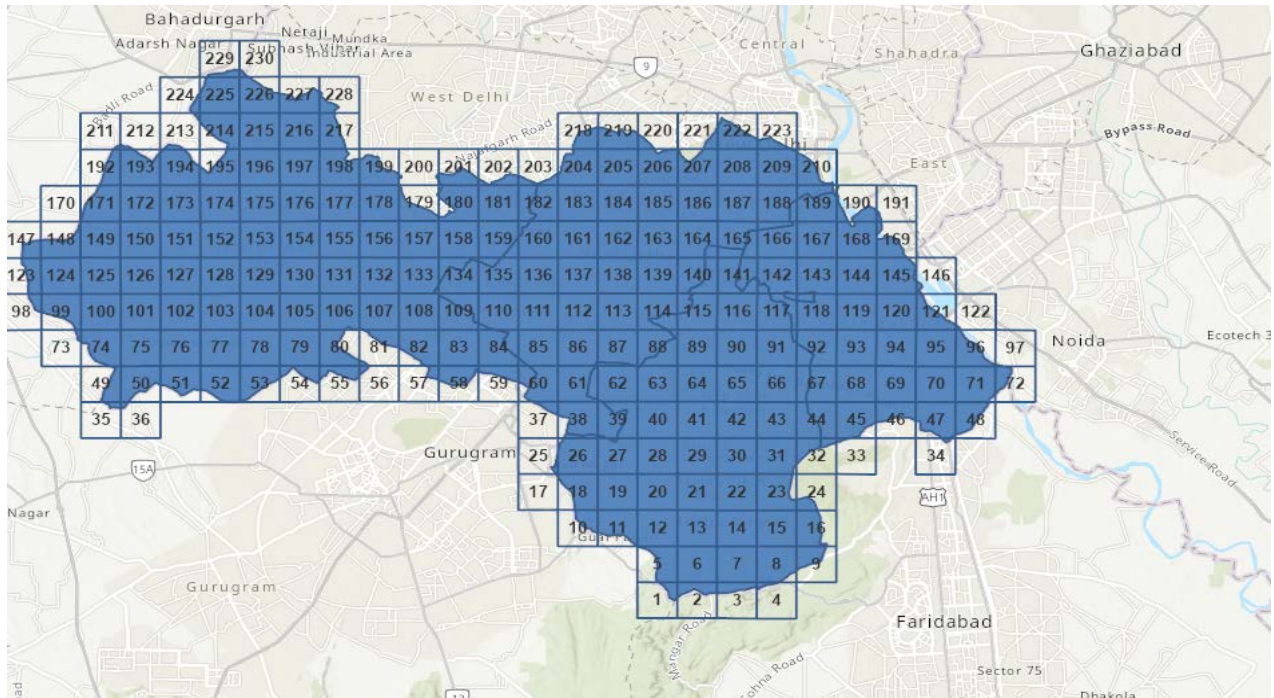 Bahadurgarh
Netaji
Subhash Vihar
Adarsh Nagar
Mundka
Industrial Area
Central
Shahadra
Ghaziabad
229 230
9
Badli Road
224 225 226 227 228
West Delhi
211 212 213 214 215 216 217
Najafgarh Road
218 219 220 221 222 223
Bypass Road
192 193 194 195 196 197 198 199 200 201 202 203 204 205 206 207 208 209 210
East
170 171 172 173 174 175 176 177 178 179 180 181 182 183 184 185 186 187 188 189 190 191
147 148 149 150 151 152 153 154 155 156 157 158 159 160 161 162 163 164 165 166 167 168 169
123 124 125 126 127 128 129 130 131 132 133 134 135 136 137 138 139 140 141 142 143 144 145 146
98 99 100 101 102 103 104 105 106 107 108 109 110 111 112 113 114 115 116 117 118 119 120 121 122
Noida
Ecotech 3
73 74 75 76 77 78 79 80 81 82 83 84 85 86 87 88 89 90 91 92 93 94 95 96 97
49 50 51 52 53 54 55 56 57 58 59 60 61 62 63 64 65 66 67 68 69 70 71 72
35 36 37 38 39 40 41 42 43 44 45 46 47 48
Gurugram
25 26 27 28 29 30 31 32 33 34
Service Road
15A
17 18 19 20 21 22 23 24
AH1
Nagar
10 11 12 13 14 15 16
5 6 7 8 9
Gurugram
1 2 3 4
Faridabad
Mangar Road
Sohna Road
Sector 75
Dhakola